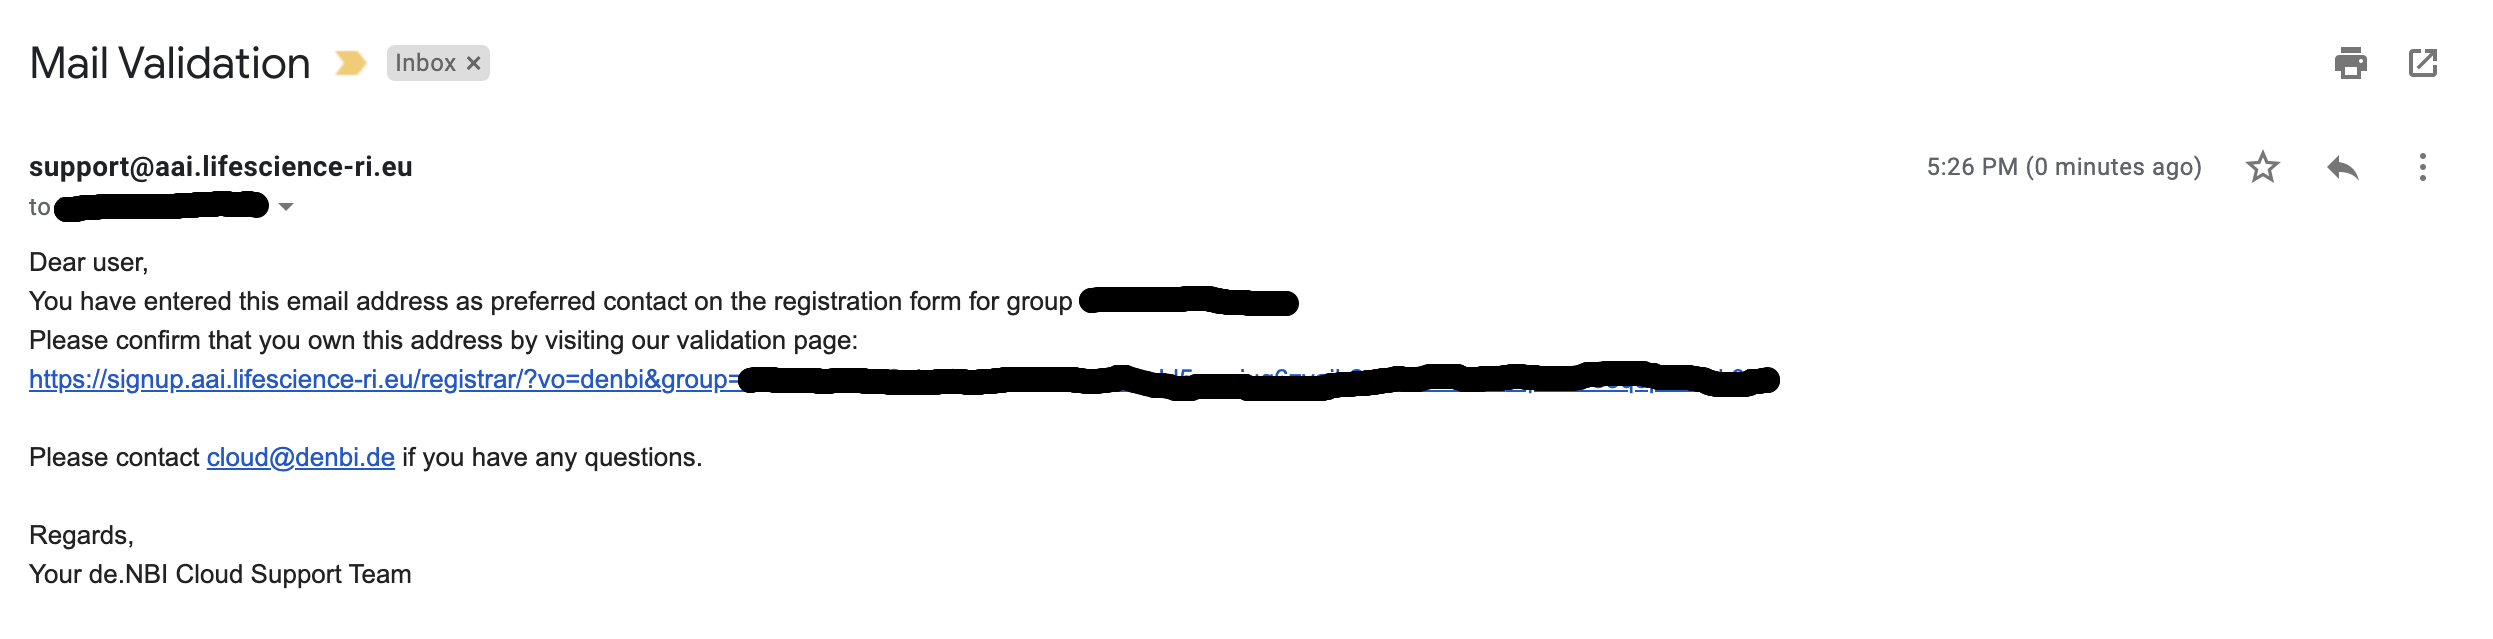 Mail Validation
Inbox ×
support@aai.lifescience-ri.eu
5:26 PM (0 minutes ago)
to
Dear user,
You have entered this email address as preferred contact on the registration form for group
Please confirm that you own this address by visiting our validation page:
https://signup.aai.lifescience-ri.eu/registrar/?vo=denbi&group=
Please contact cloud@denbi.de if you have any questions.
Regards,
Your de.NBI Cloud Support Team